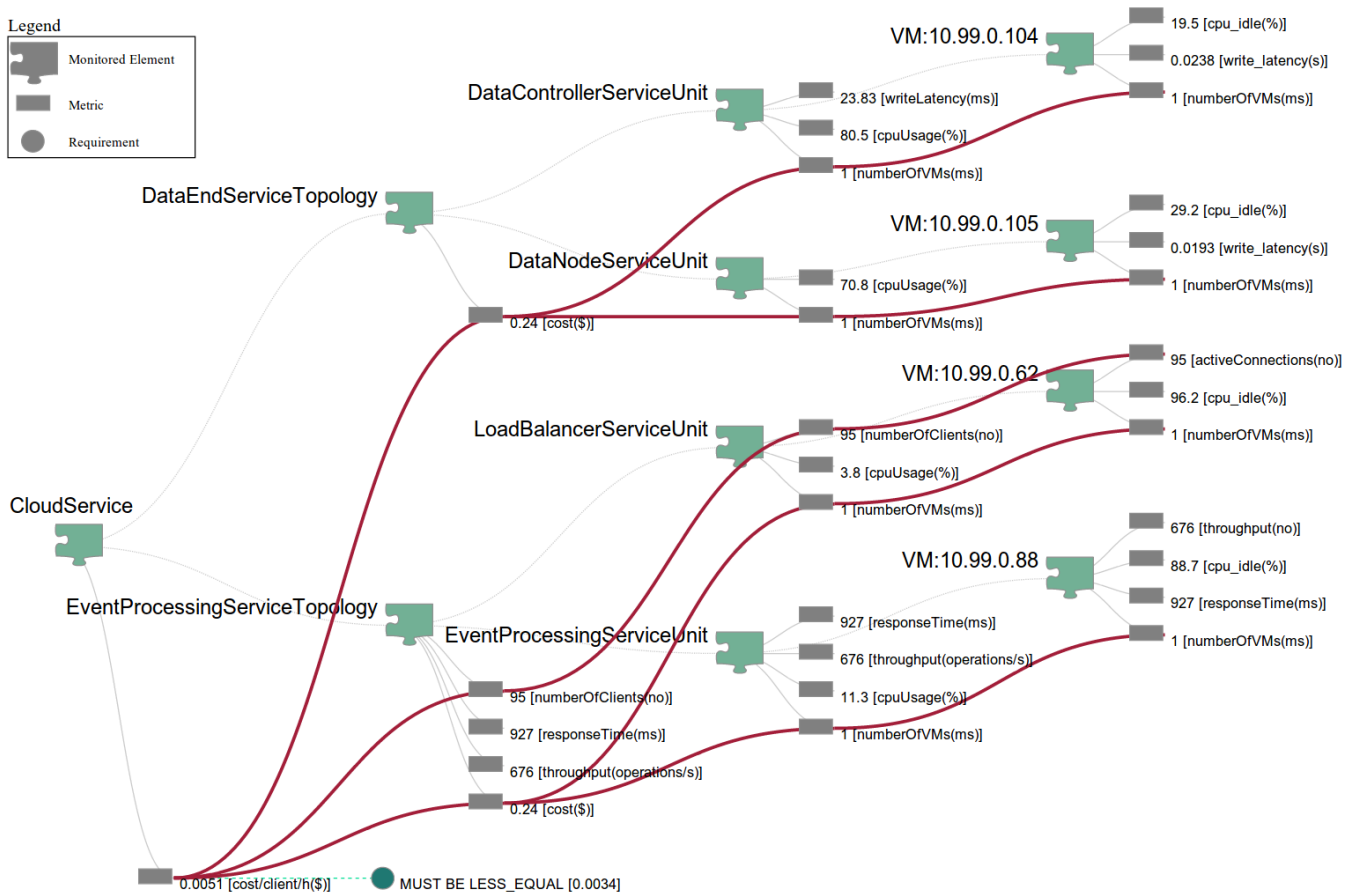 Legend
Monitored Element
Metric
Requirement
VM:10.99.0.104
19.5 [cpu_idle(%)]
0.0238 [write_latency(s)]
1 [numberOfVMs(ms)]
DataControllerServiceUnit
23.83 [writeLatency(ms)]
80.5 [cpuUsage(%)]
1 [numberOfVMs(ms)]
DataEndServiceTopology
VM:10.99.0.105
29.2 [cpu_idle(%)]
0.0193 [write_latency(s)]
1 [numberOfVMs(ms)]
DataNodeServiceUnit
70.8 [cpuUsage(%)]
1 [numberOfVMs(ms)]
0.24 [cost($)]
VM:10.99.0.62
95 [activeConnections(no)]
96.2 [cpu_idle(%)]
1 [numberOfVMs(ms)]
LoadBalancerServiceUnit
95 [numberOfClients(no)]
3.8 [cpuUsage(%)]
1 [numberOfVMs(ms)]
CloudService
VM:10.99.0.88
676 [throughput(no)]
88.7 [cpu_idle(%)]
927 [responseTime(ms)]
1 [numberOfVMs(ms)]
EventProcessingServiceTopology
EventProcessingServiceUnit
927 [responseTime(ms)]
676 [throughput(operations/s)]
11.3 [cpuUsage(%)]
1 [numberOfVMs(ms)]
95 [numberOfClients(no)]
927 [responseTime(ms)]
676 [throughput(operations/s)]
0.24 [cost($)]
0.0051 [cost/client/h($)]
MUST BE LESS_EQUAL [0.0034]